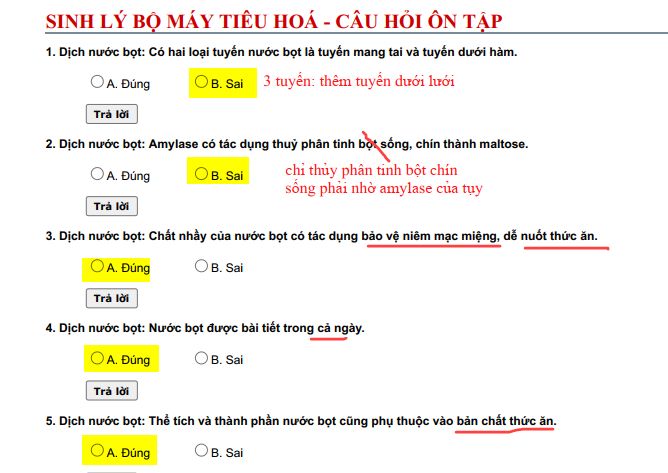 SINH LÝ BỘ MÁY TIÊU HOÁ - CÂU HỎI ÔN TẬP
1. Dịch nước bọt: Có hai loại tuyến nước bọt là tuyến mang tai và tuyến dưới hàm.
A. Đúng B. Sai 3 tuyến: thêm tuyến dưới lưỡi
Trả lời
2. Dịch nước bọt: Amylase có tác dụng thuỷ phân tinh bột sống, chín thành maltose.
A. Đúng B. Sai chỉ thủy phân tinh bột chín
sống phải nhờ amylase của tụy
Trả lời
3. Dịch nước bọt: Chất nhầy của nước bọt có tác dụng bảo vệ niêm mạc miệng, dễ nuốt thức ăn.
A. Đúng B. Sai
Trả lời
4. Dịch nước bọt: Nước bọt được bài tiết trong cả ngày.
A. Đúng B. Sai
Trả lời
5. Dịch nước bọt: Thể tích và thành phần nước bọt cũng phụ thuộc vào bản chất thức ăn.
A. Đúng B. Sai